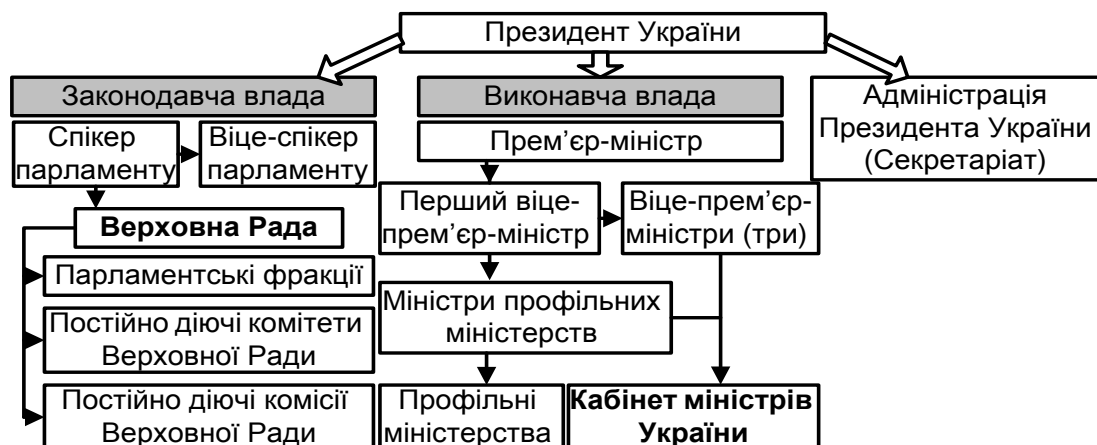 Президент України
Законодавча влада
Виконавча влада
Адміністрація
Президента України
(Секретаріат)
Спікер
парламенту
Віце-спікер
парламенту
Прем’єр-міністр
Верховна Рада
Перший віце-
прем’єр-міністр
Віце-прем’єр-
міністри (три)
Парламентські фракції
Постійно діючі комітети
Верховної Ради
Міністри профільних
міністерств
Постійно діючі комісії
Верховної Ради
Профільні
міністерства
Кабінет міністрів
України